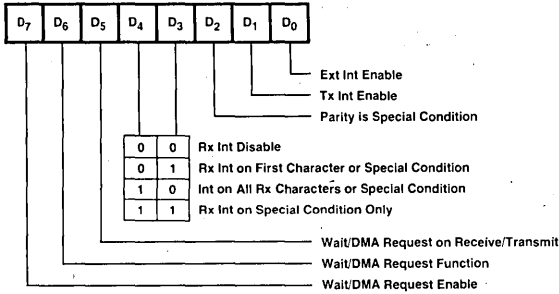 D7 D6 D5 D4 D3 D2 D1 D0
Ext Int Enable
Tx Int Enable
Parity is Special Condition
0 0 Rx Int Disable
0 1 Rx Int on First Character or Special Condition
1 0 Int on All Rx Characters or Special Condition
1 1 Rx Int on Special Condition Only
Wait/DMA Request on Receive/Transmit
Wait/DMA Request Function
Wait/DMA Request Enable